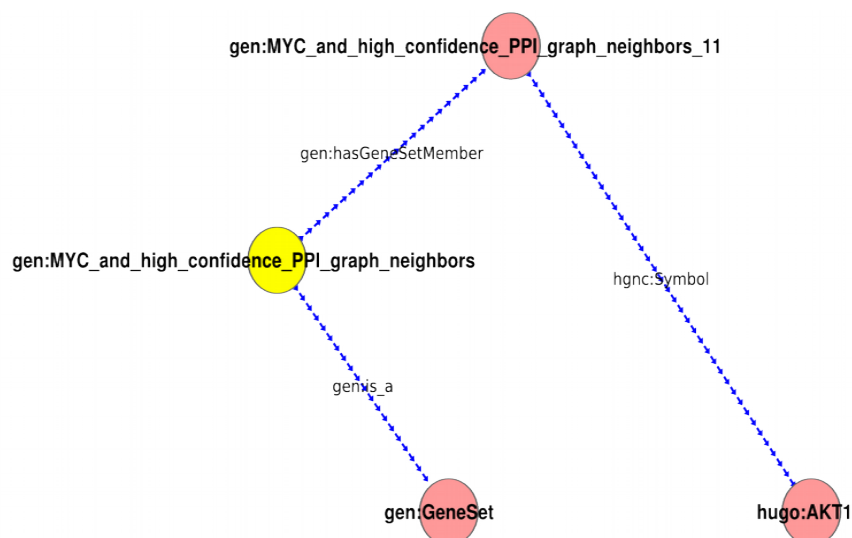 gen:MYC_and_high_confidence_PPI_graph_neighbors_11
gen:hasGeneSetMember
gen:MYC_and_high_confidence_PPI_graph_neighbors
hgnc:Symbol
gen:is_a
gen:GeneSet
hugo:AKT1